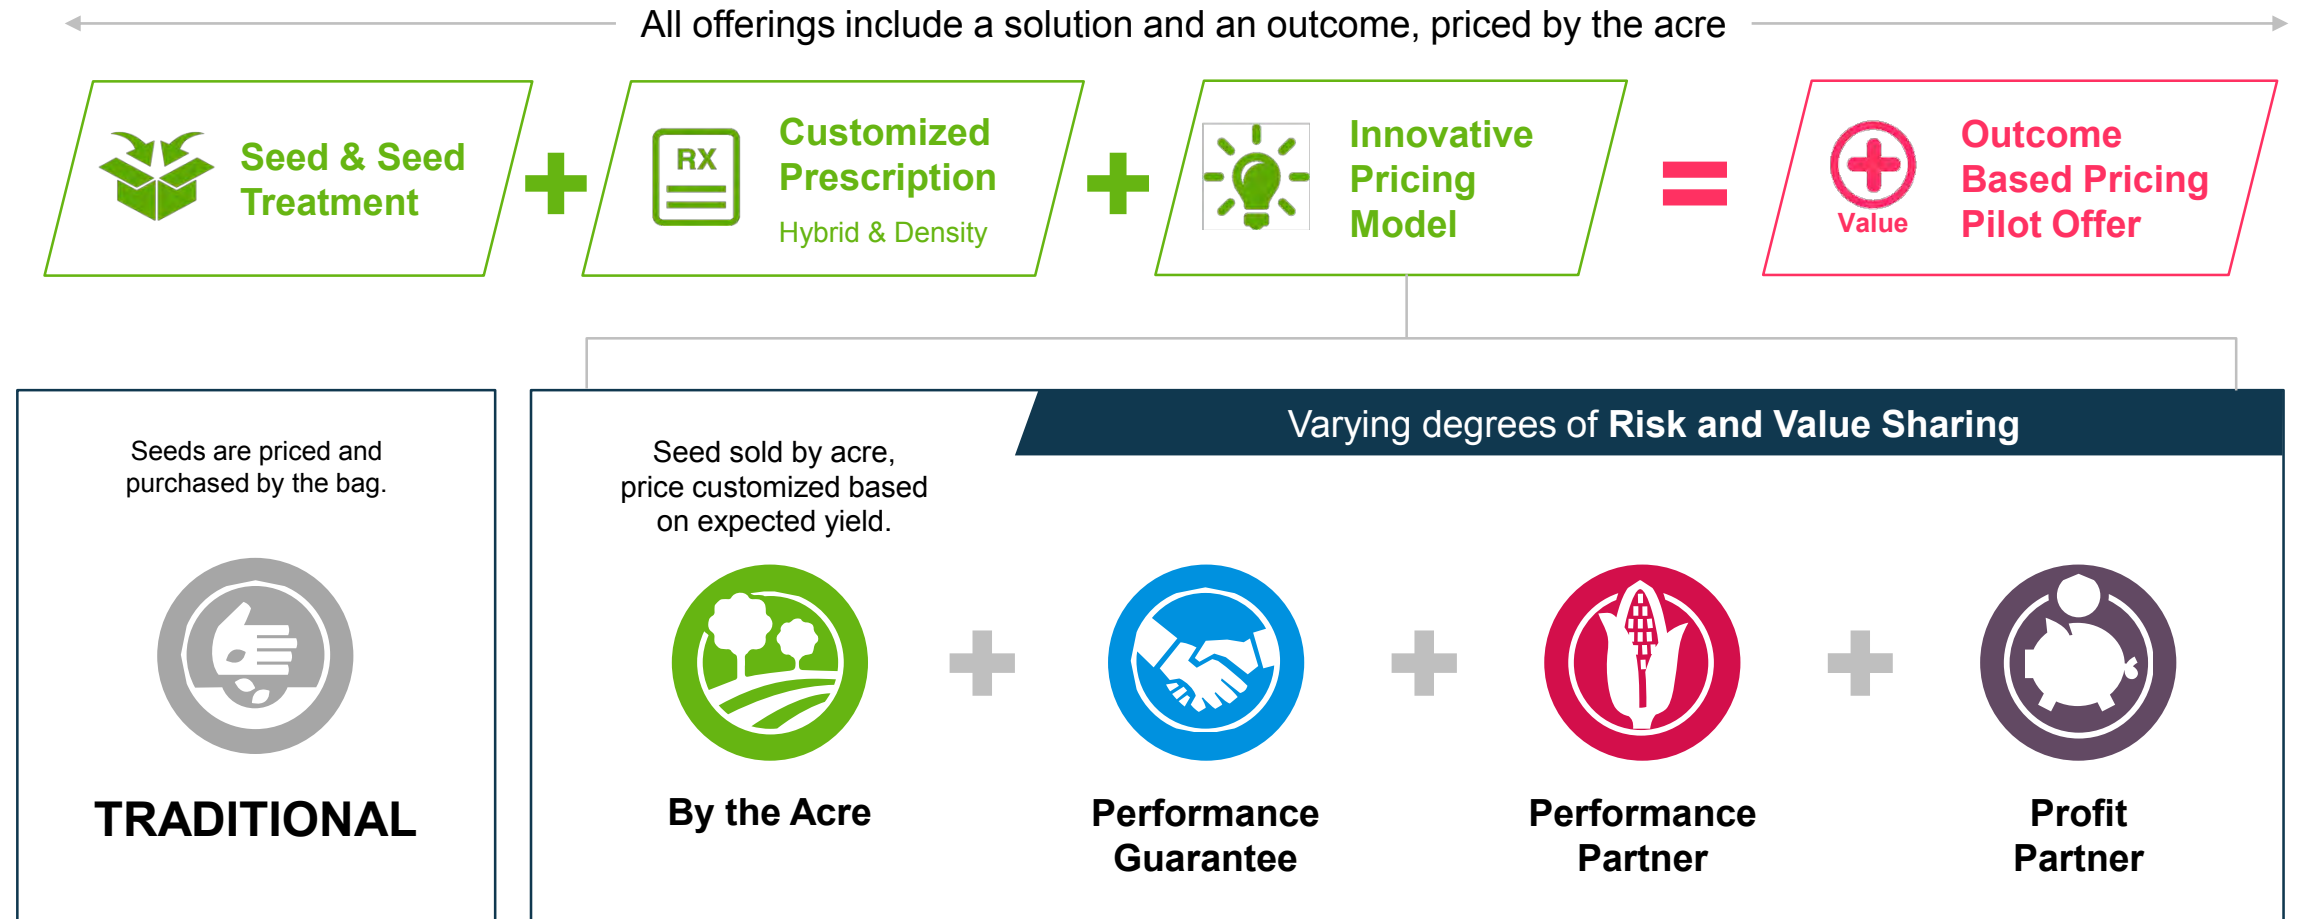 All offerings include a solution and an outcome, priced by the acre
Seed & Seed
Treatment
RX
Customized
Prescription
Hybrid & Density
Innovative
Pricing
Model
Value
Outcome
Based Pricing
Pilot Offer
Seeds are priced and
purchased by the bag.
TRADITIONAL
Varying degrees of Risk and Value Sharing
Seed sold by acre,
price customized based
on expected yield.
By the Acre
Performance
Guarantee
Performance
Partner
Profit
Partner